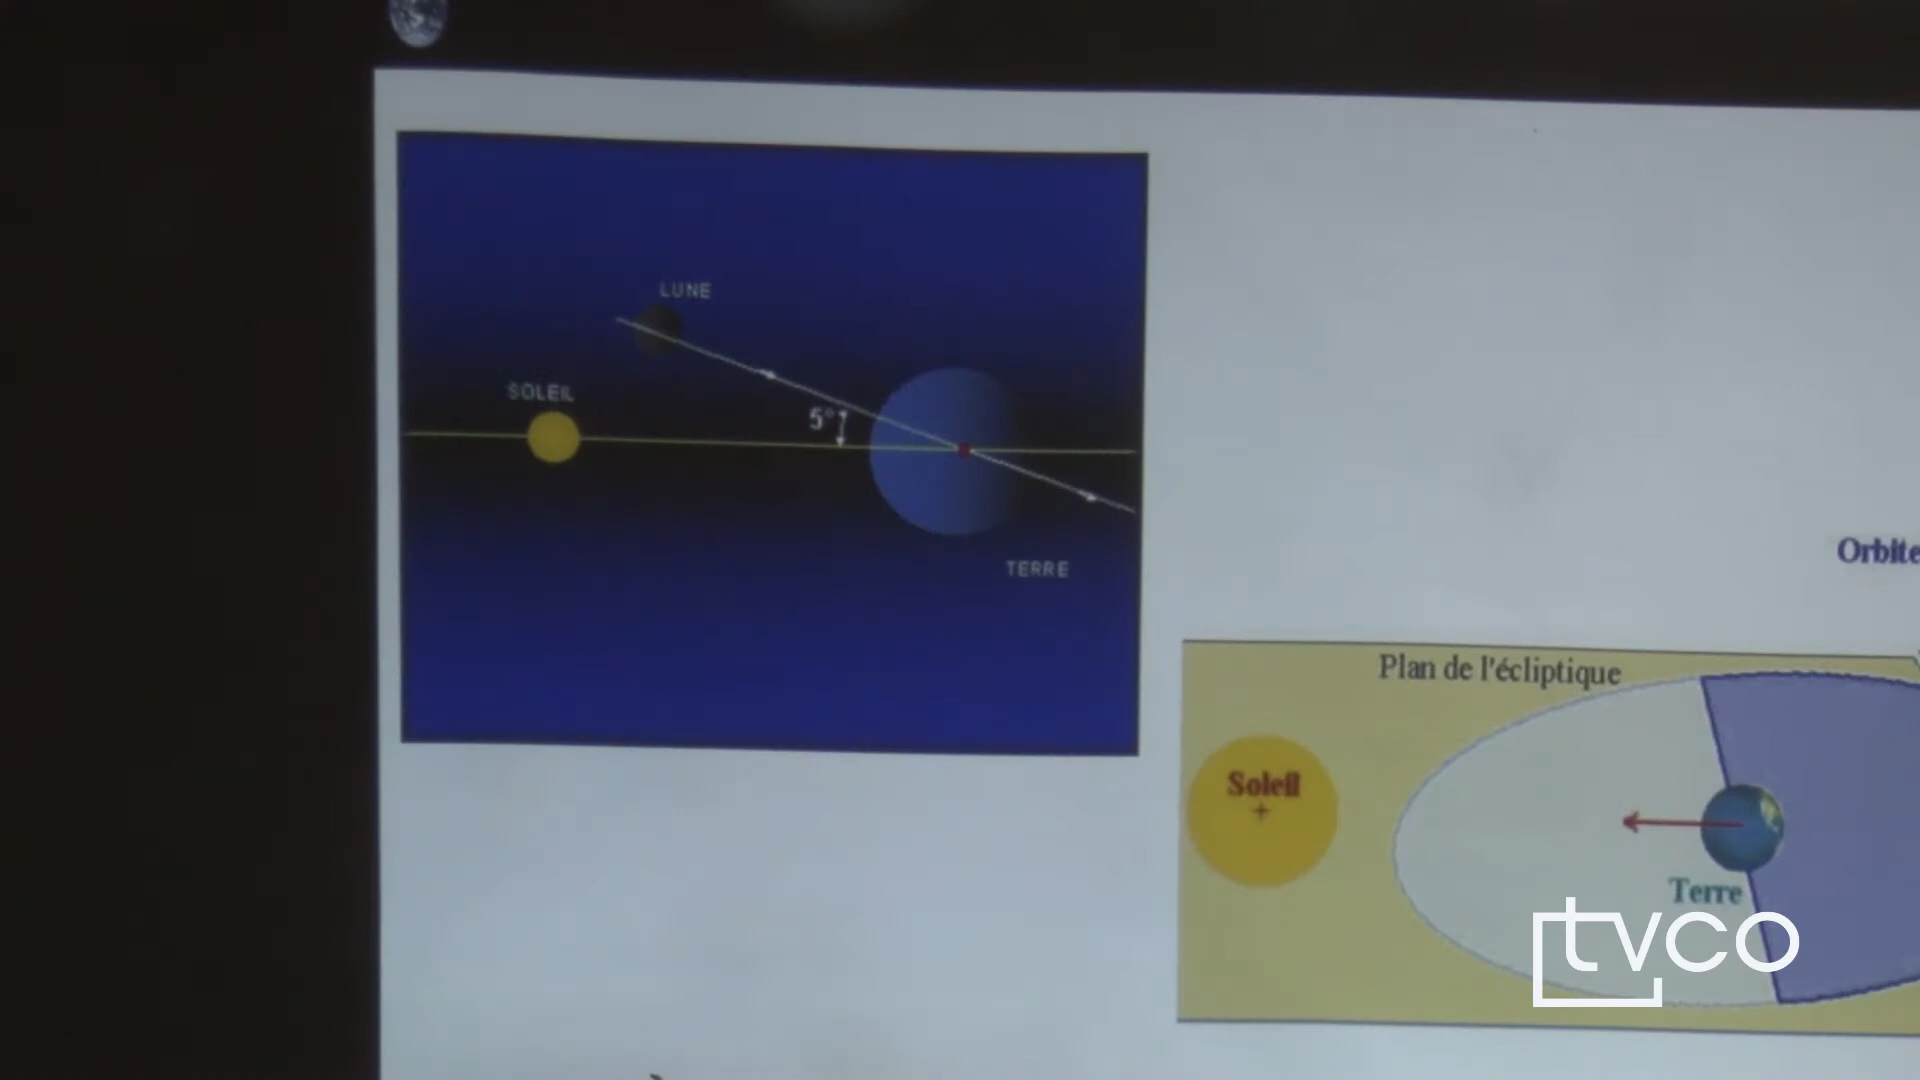 LUNE
SOLEIL
5°
TERRE
Orbite
Plan de l'écliptique
Soleil
+
Terre
tvco